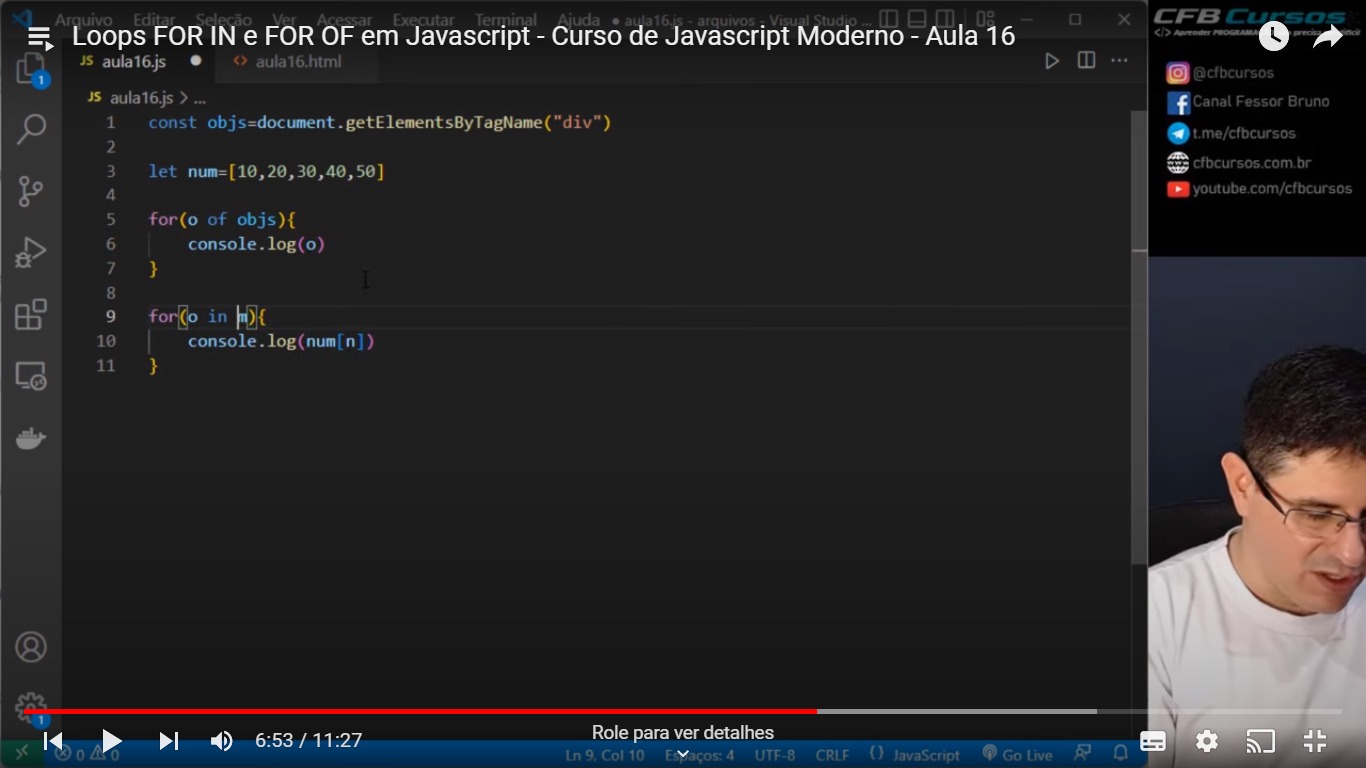 Arquivo Editar Seleção Ver Acessar Executar Terminal Ajuda ● aula16.js - arquivos - Visual Studio ...
CFB Cursos
</> Aprender PROGRAMA
Loops FOR IN e FOR OF em Javascript - Curso de Javascript Moderno - Aula 16
JS aula16.js ● <> aula16.html
JS aula16.js > ...
1 const objs=document.getElementsByTagName("div")
2
3 let num=[10,20,30,40,50]
4
5 for(o of objs){
6 console.log(o)
7 }
8
9 for(o in m){
10 console.log(num[n])
11 }
1
@cfbcursos
Canal Fessor Bruno
t.me/cfbcursos
cfbcursos.com.br
youtube.com/cfbcursos
1
6:53 / 11:27
Role para ver detalhes
0 0 Ln 9, Col 10 Espaços: 4 UTF-8 CRLF {} JavaScript Go Live